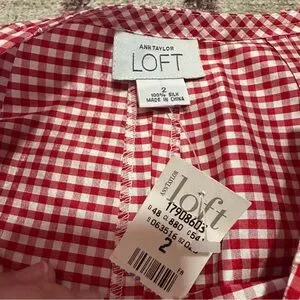 ANN TAYLOR
LOFT
2
100% SILK
MADE IN CHINA
ANN TAYLOR
loft
17908603
2